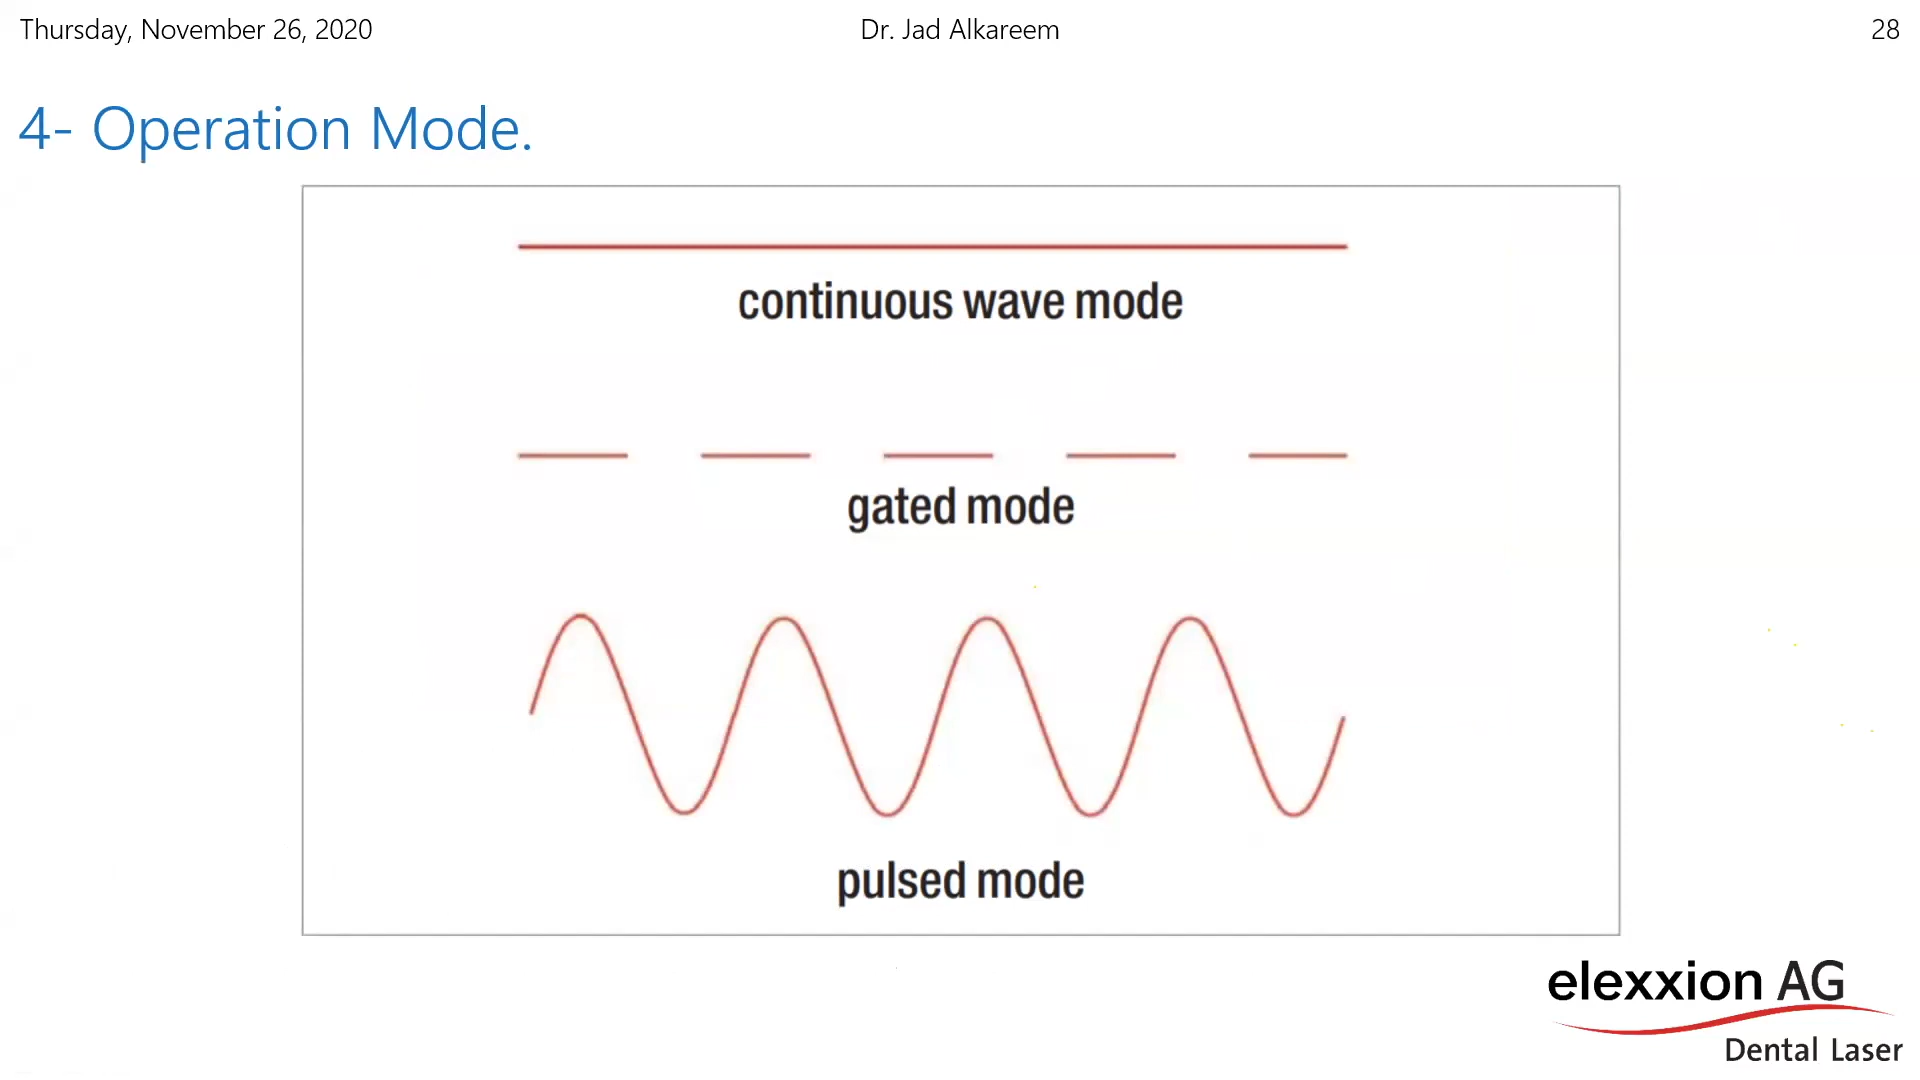 Thursday, November 26, 2020
Dr. Jad Alkareem
28
4- Operation Mode.
continuous wave mode
gated mode
pulsed mode
elexxion AG
Dental Laser